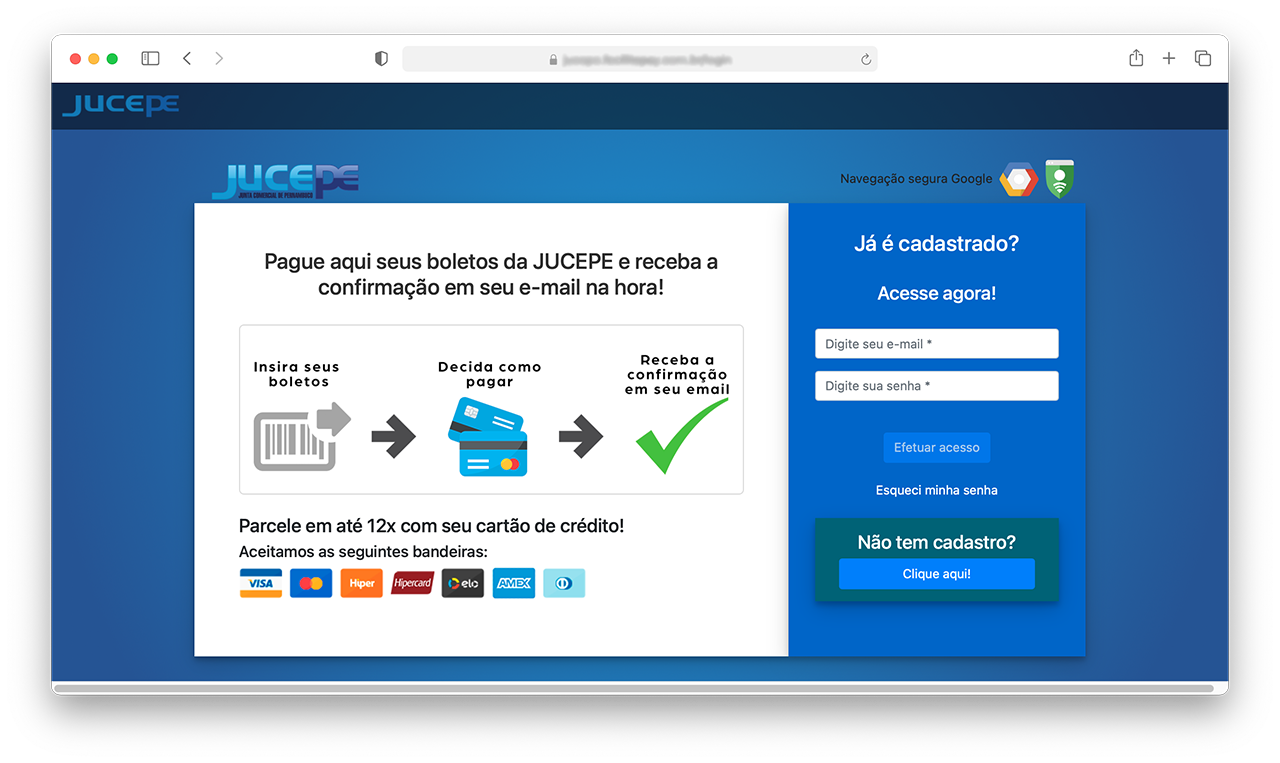 JUCEPE
JUCEPE
JUNTA COMERCIAL DE PERNAMBUCO
Navegação segura Google
Pague aqui seus boletos da JUCEPE e receba a
confirmação em seu e-mail na hora!
Insira seus
boletos
Decida como
pagar
Receba a
confirmação
em seu email
Parcele em até 12x com seu cartão de crédito!
Aceitamos as seguintes bandeiras:
VISA Hiper Hipercard elo AMEX
Já é cadastrado?
Acesse agora!
Digite seu e-mail *
Digite sua senha *
Efetuar acesso
Esqueci minha senha
Não tem cadastro?
Clique aqui!